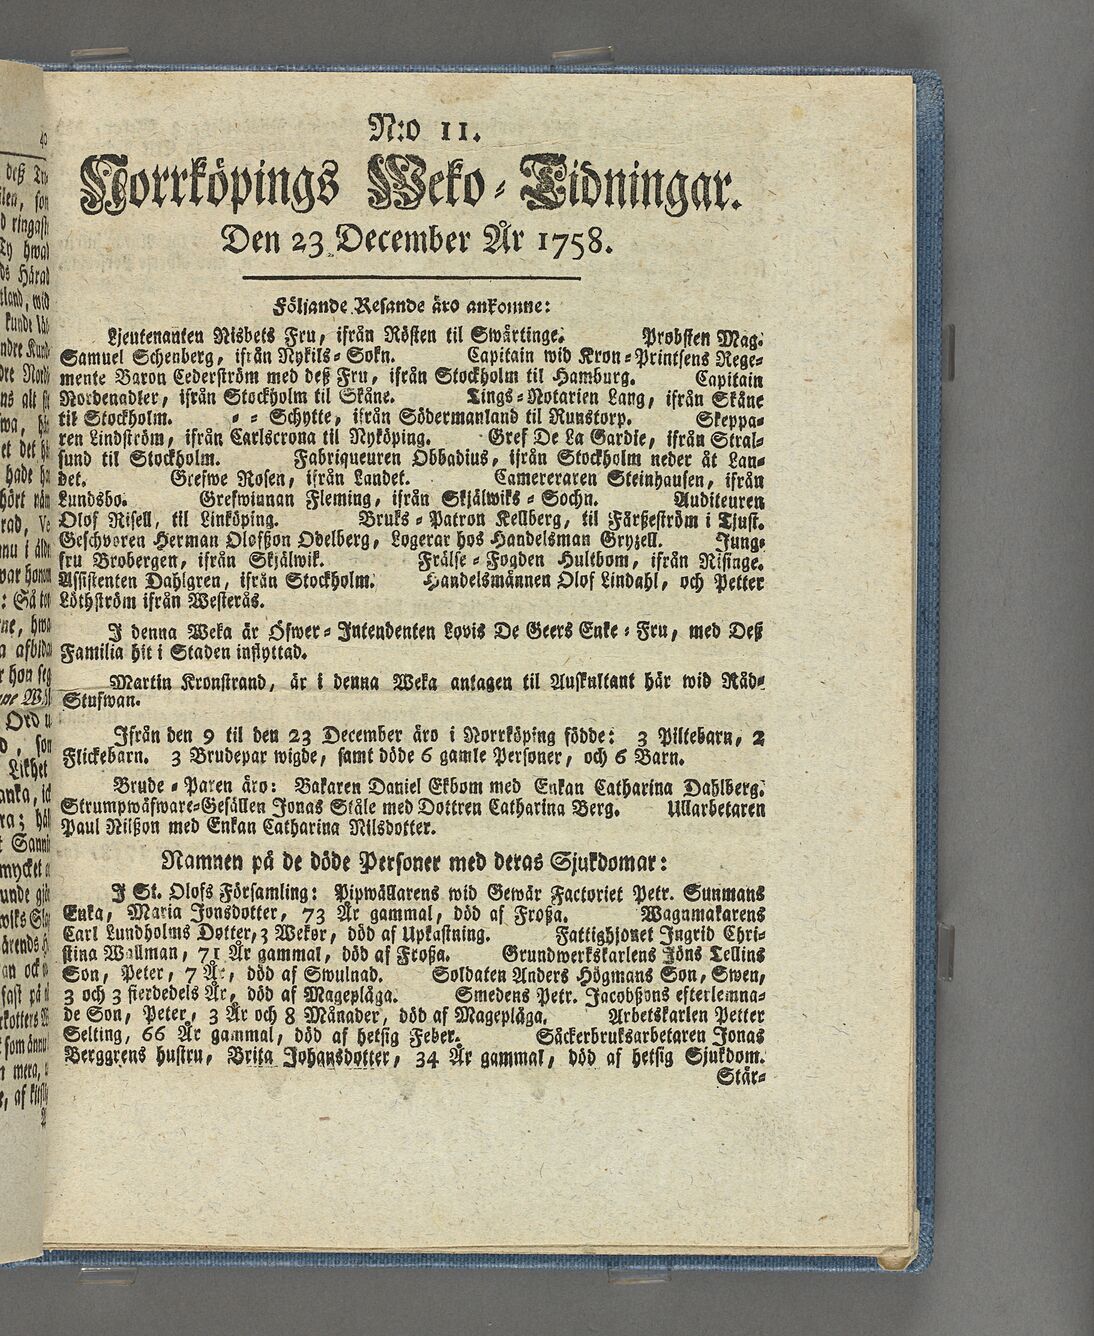 N:o 11.
Norrköpings Weko-Tidningar.
Den 23 December År 1758.
Följande Resande äro ankomne:
Ljeutenanten Nisbets Fru, ifrån Rösten til Swärtinge. Probsten Mag.
Samuel Schenberg, ifrån Nykils-Sokn. Capitain wid Kron-Printsens Rege-
mente Baron Cederström med deß Fru, ifrån Stockholm til Hamburg. Capitain
Nordenadler, ifrån Stockholm til Skåne. Tings-Notarien Lang, ifrån Skåne
til Stockholm. - - Schytte, ifrån Södermanland til Runstorp. Skeppa-
ren Lindström, ifrån Carlscrona til Nyköping. Gref De La Gardie, ifrån Stral-
sund til Stockholm. Fabriqueuren Obbadius, ifrån Stockholm neder åt Lan-
det. Grefwe Rosen, ifrån Landet. Camereraren Steinhausen, ifrån
Lundsbo. Grefwinnan Fleming, ifrån Skjälwiks-Sochn. Auditeuren
Olof Risell, til Linköping. Bruks-Patron Kellberg, til Färßeström i Tjust.
Geschworen Herman Olofßon Odelberg, Logerar hos Handelsman Gryzell. Jung-
fru Brobergen, ifrån Skjälwik. Frälse-Fogden Hultbom, ifrån Risinge.
Assistenten Dahlgren, ifrån Stockholm. Handelsmännen Olof Lindahl, och Petter
Löthström ifrån Westerås.
I denna Weka är Öfwer-Intendenten Lovis De Geers Enke-Fru, med Deß
Familia hit i Staden inflyttad.
Martin Kronstrand, är i denna Weka antagen til Auskultant här wid Råd-
Stufwan.
Ifrån den 9 til den 23 December äro i Norrköping födde: 3 Piltebarn, 2
Flickebarn. 3 Brudepar wigde, samt döde 6 gamle Personer, och 6 Barn.
Brude-Paren äro: Bakaren Daniel Ekbom med Enkan Catharina Dahlberg.
Strumpwäfware-Gesällen Jonas Ståle med Dottren Catharina Berg. Ullarbetaren
Paul Nilßon med Enkan Catharina Nilsdotter.
Namnen på de döde Personer med deras Sjukdomar:
I St. Olofs Församling: Pipwällarens wid Gewär Factoriet Petr. Sunmans
Enka, Maria Jonsdotter, 73 År gammal, död af Froßa. Wagnmakarens
Carl Lundholms Dotter, 3 Wekor, död af Upkastning. Fattighjonet Ingrid Chri-
stina Wallman, 71 År gammal, död af Froßa. Grundwerkskarlens Jöns Tellins
Son, Peter, 7 År, död af Swulnad. Soldaten Anders Högmans Son, Swen,
3 och 3 fierdedels År, död af Magepläga. Smedens Petr. Jacobßons efterlemna-
de Son, Peter, 3 År och 8 Månader, död af Magepläga. Arbetskarlen Petter
Selting, 66 År gammal, död af hetsig Feber. Säckerbruksarbetaren Jonas
Berggrens hustru, Brita Johansdotter, 34 År gammal, död af hetsig Sjukdom.
Stär-